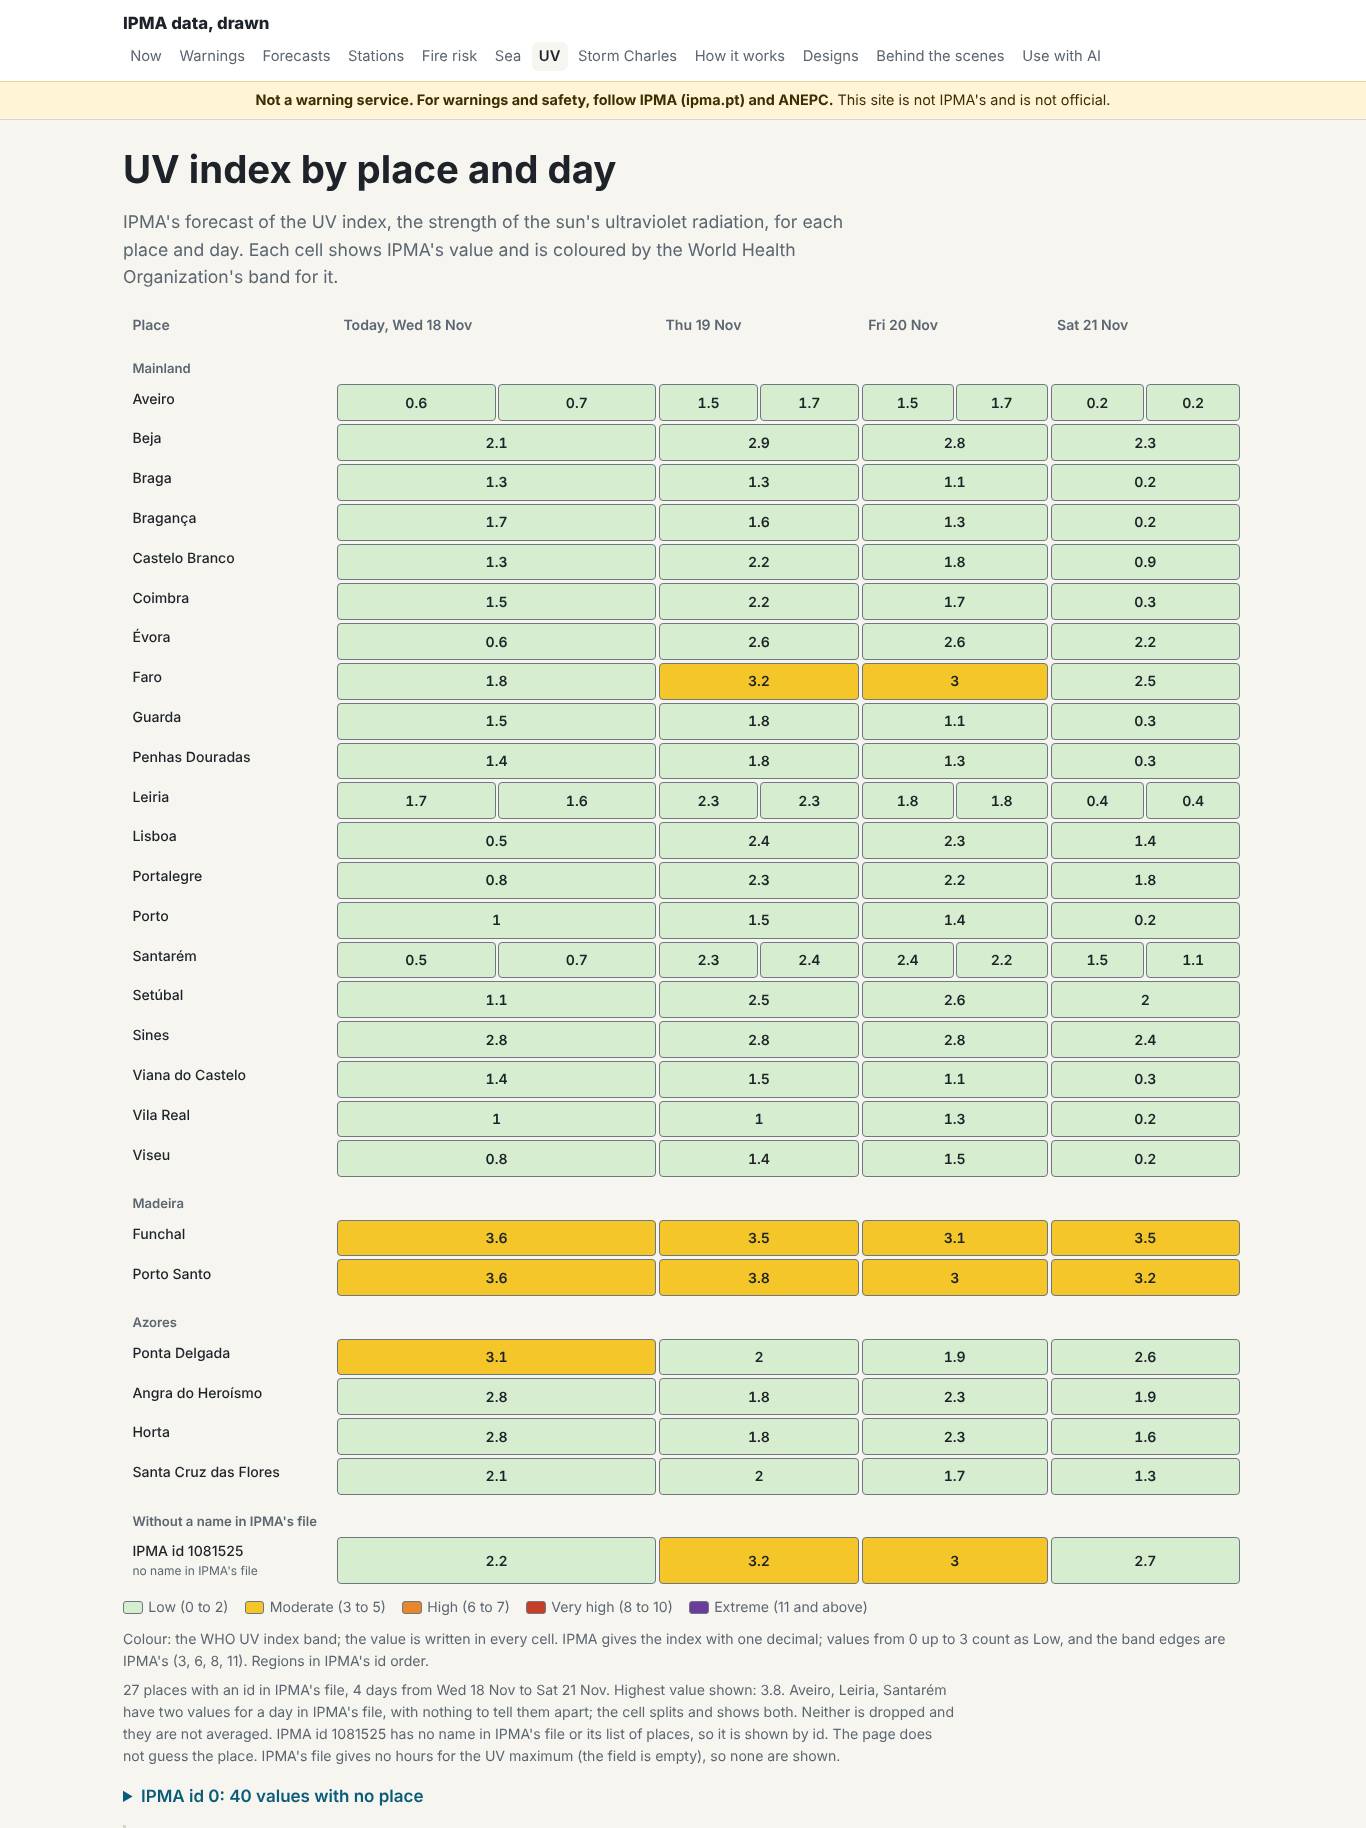 IPMA data, drawn
Now Warnings Forecasts Stations Fire risk Sea UV Storm Charles How it works Designs Behind the scenes Use with AI
Not a warning service. For warnings and safety, follow IPMA (ipma.pt) and ANEPC. This site is not IPMA's and is not official.
UV index by place and day
IPMA's forecast of the UV index, the strength of the sun's ultraviolet radiation, for each
place and day. Each cell shows IPMA's value and is coloured by the World Health
Organization's band for it.
Place Today, Wed 18 Nov Thu 19 Nov Fri 20 Nov Sat 21 Nov
Mainland
Aveiro 0.6 0.7 1.5 1.7 1.5 1.7 0.2 0.2
Beja 2.1 2.9 2.8 2.3
Braga 1.3 1.3 1.1 0.2
Bragança 1.7 1.6 1.3 0.2
Castelo Branco 1.3 2.2 1.8 0.9
Coimbra 1.5 2.2 1.7 0.3
Évora 0.6 2.6 2.6 2.2
Faro 1.8 3.2 3 2.5
Guarda 1.5 1.8 1.1 0.3
Penhas Douradas 1.4 1.8 1.3 0.3
Leiria 1.7 1.6 2.3 2.3 1.8 1.8 0.4 0.4
Lisboa 0.5 2.4 2.3 1.4
Portalegre 0.8 2.3 2.2 1.8
Porto 1 1.5 1.4 0.2
Santarém 0.5 0.7 2.3 2.4 2.4 2.2 1.5 1.1
Setúbal 1.1 2.5 2.6 2
Sines 2.8 2.8 2.8 2.4
Viana do Castelo 1.4 1.5 1.1 0.3
Vila Real 1 1 1.3 0.2
Viseu 0.8 1.4 1.5 0.2
Madeira
Funchal 3.6 3.5 3.1 3.5
Porto Santo 3.6 3.8 3 3.2
Azores
Ponta Delgada 3.1 2 1.9 2.6
Angra do Heroísmo 2.8 1.8 2.3 1.9
Horta 2.8 1.8 2.3 1.6
Santa Cruz das Flores 2.1 2 1.7 1.3
Without a name in IPMA's file
IPMA id 1081525 2.2 3.2 3 2.7
no name in IPMA's file
Low (0 to 2) Moderate (3 to 5) High (6 to 7) Very high (8 to 10) Extreme (11 and above)
Colour: the WHO UV index band; the value is written in every cell. IPMA gives the index with one decimal; values from 0 up to 3 count as Low, and the band edges are
IPMA's (3, 6, 8, 11). Regions in IPMA's id order.
27 places with an id in IPMA's file, 4 days from Wed 18 Nov to Sat 21 Nov. Highest value shown: 3.8. Aveiro, Leiria, Santarém
have two values for a day in IPMA's file, with nothing to tell them apart; the cell splits and shows both. Neither is dropped and
they are not averaged. IPMA id 1081525 has no name in IPMA's file or its list of places, so it is shown by id. The page does
not guess the place. IPMA's file gives no hours for the UV maximum (the field is empty), so none are shown.
IPMA id 0: 40 values with no place